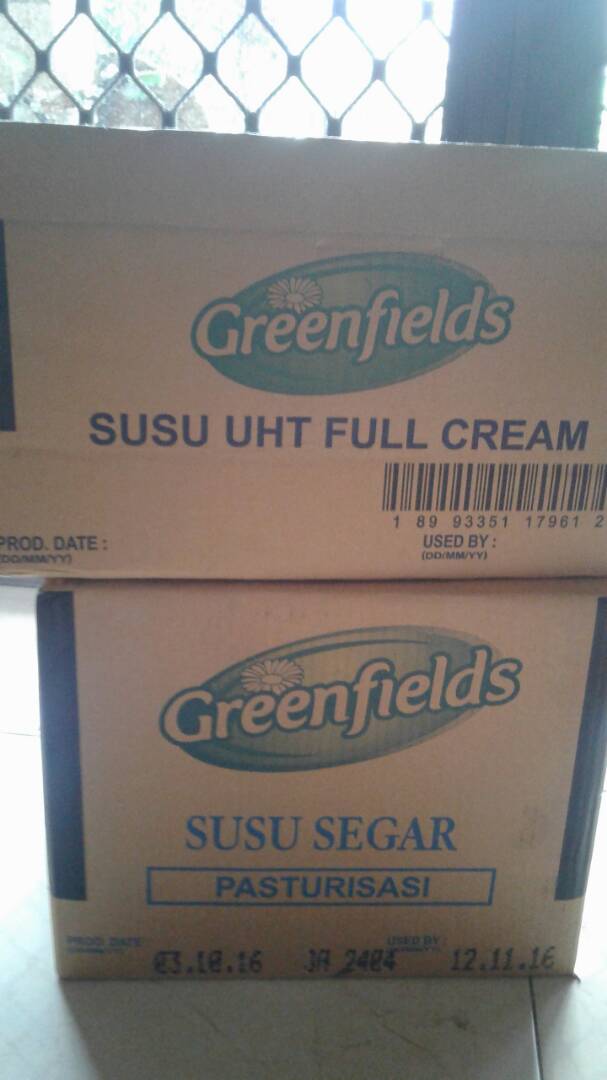 Greenfields
SUSU UHT FULL CREAM
1 89 93351 17961 2
PROD. DATE : USED BY :
(DD/MM/YY) (DD/MM/YY)
Greenfields
SUSU SEGAR
PASTURISASI
PROD. DATE USED BY :
03.10.16 JA 2404 12.11.16